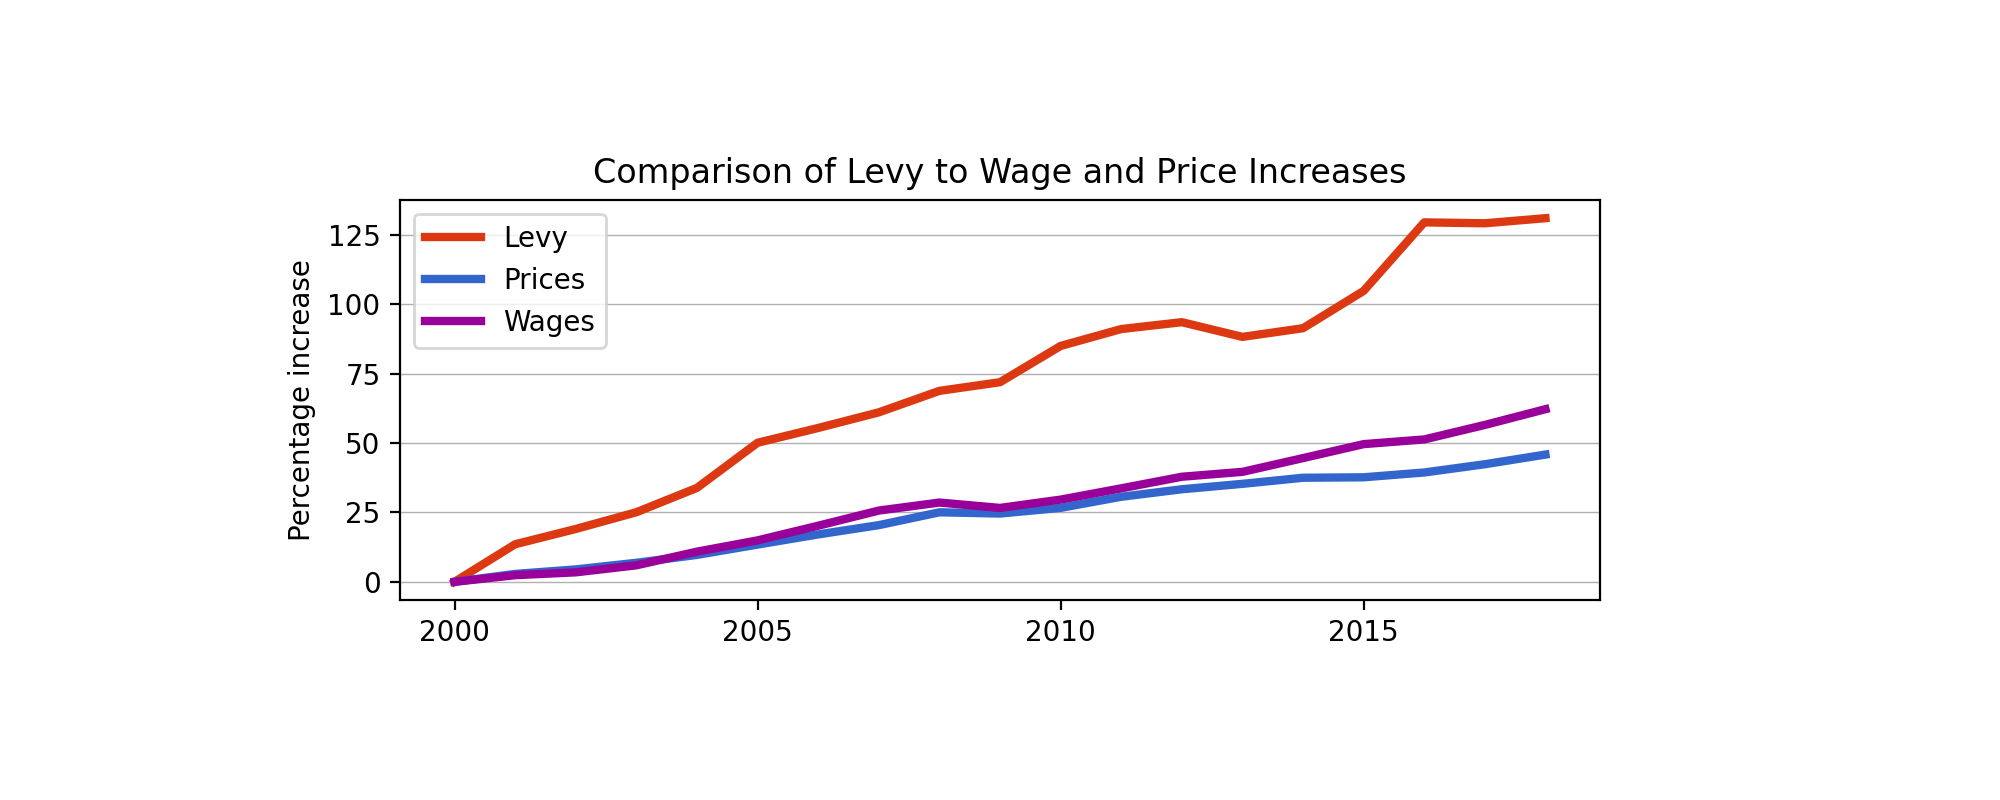 Comparison of Levy to Wage and Price Increases
Percentage increase
125
100
75
50
25
0
Levy
Prices
Wages
2000 2005 2010 2015